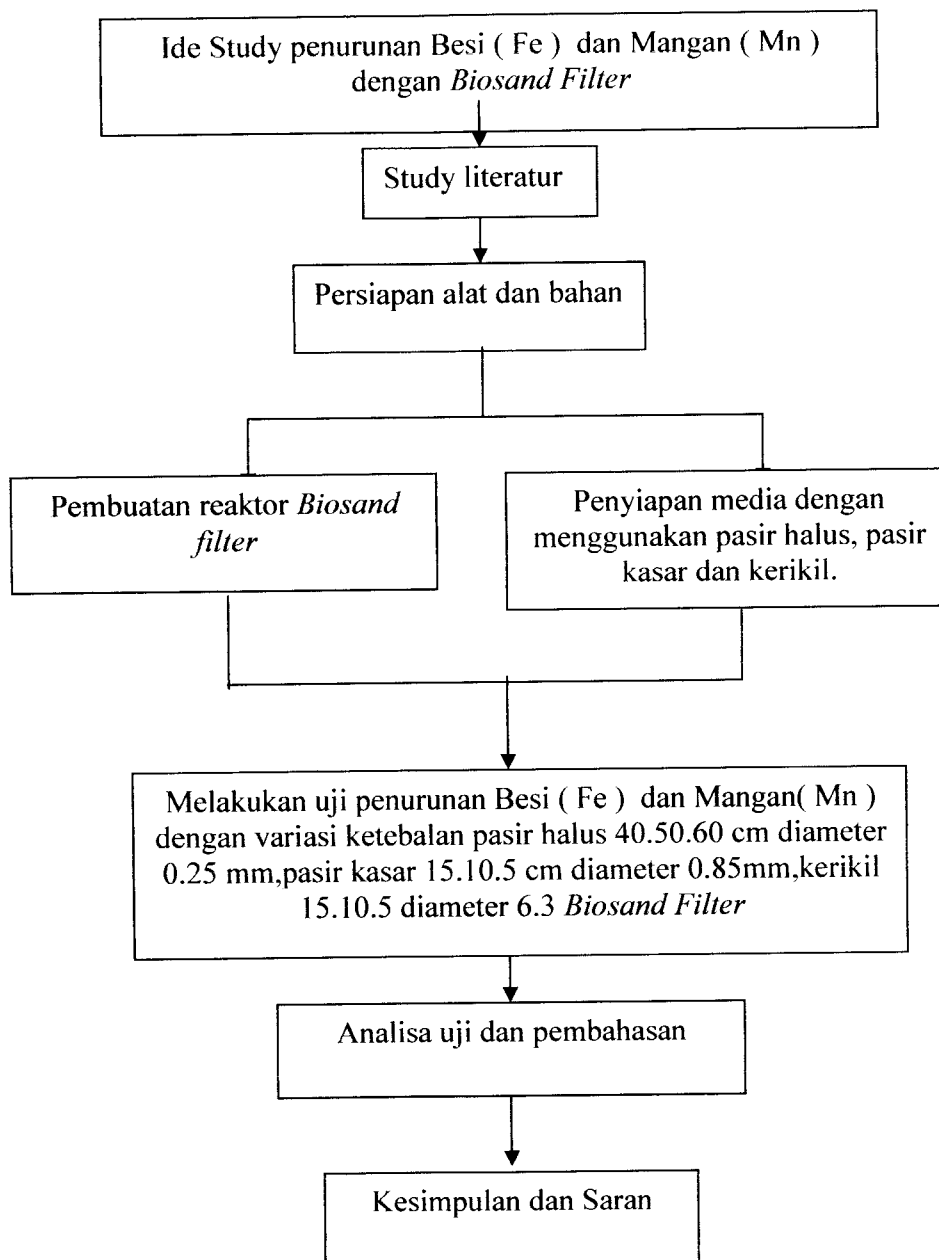 Ide Study penurunan Besi ( Fe )  dan Mangan ( Mn )
dengan Biosand Filter
Study literatur
Persiapan alat dan bahan
Pembuatan reaktor Biosand
filter
Penyiapan media dengan
menggunakan pasir halus, pasir
kasar dan kerikil.
Melakukan uji penurunan Besi ( Fe )  dan Mangan( Mn )
dengan variasi ketebalan pasir halus 40.50.60 cm diameter
0.25 mm,pasir kasar 15.10.5 cm diameter 0.85mm,kerikil
15.10.5 diameter 6.3 Biosand Filter
Analisa uji dan pembahasan
Kesimpulan dan Saran